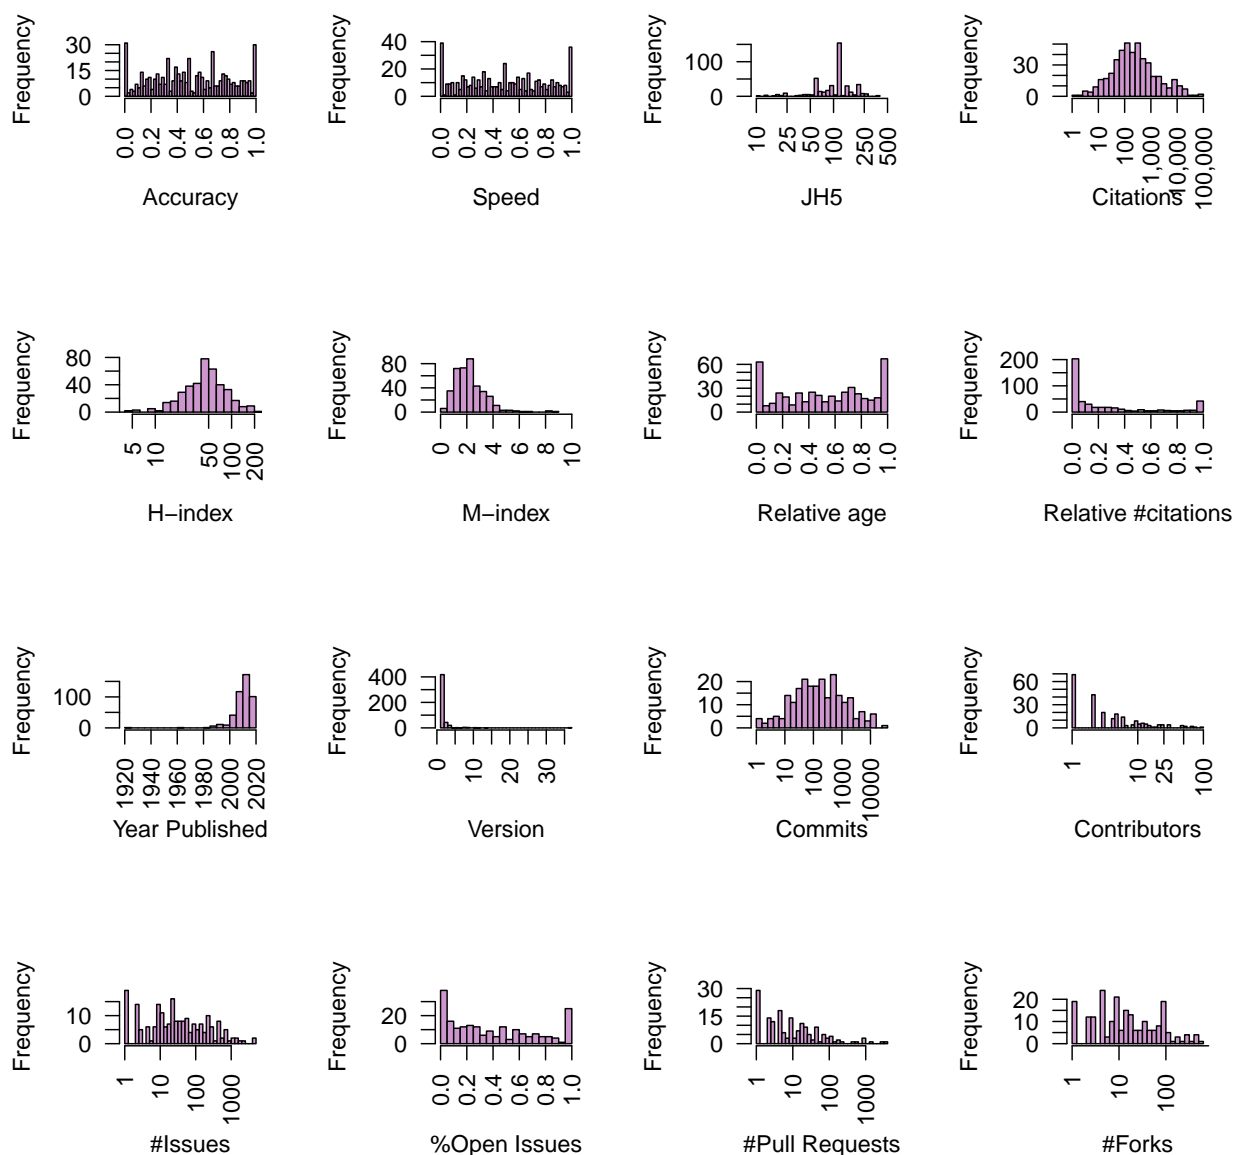 Frequency
0 15 30
0.0 0.2 0.4 0.6 0.8 1.0
Accuracy
Frequency
0 20 40
0.0 0.2 0.4 0.6 0.8 1.0
Speed
Frequency
0 100
10 25 50 100 250 500
JH5
Frequency
0 30
1 10 100 1,000 10,000 100,000
Citations
Frequency
0 40 80
5 10 50 100 200
H−index
Frequency
0 40 80
0 2 4 6 8 10
M−index
Frequency
0 30 60
0.0 0.2 0.4 0.6 0.8 1.0
Relative age
Frequency
0 100 200
0.0 0.2 0.4 0.6 0.8 1.0
Relative #citations
Frequency
0 100
1920 1940 1960 1980 2000 2020
Year Published
Frequency
0 200 400
0 10 20 30
Version
Frequency
0 10 20
1 10 100 1000 10000
Commits
Frequency
0 30 60
1 10 25 100
Contributors
Frequency
0 10
1 10 100 1000
#Issues
Frequency
0 20
0.0 0.2 0.4 0.6 0.8 1.0
%Open Issues
Frequency
0 15 30
1 10 100 1000
#Pull Requests
Frequency
0 10 20
1 10 100
#Forks